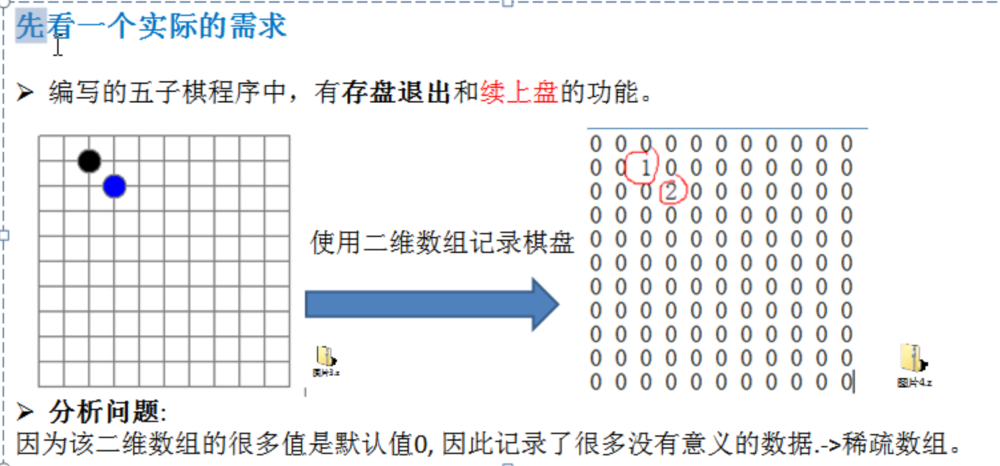 先看一个实际的需求
➢ 编写的五子棋程序中，有存盘退出和续上盘的功能。
0 0 0 0 0 0 0 0 0 0 0
0 0 1 0 0 0 0 0 0 0 0
0 0 0 2 0 0 0 0 0 0 0
0 0 0 0 0 0 0 0 0 0 0
0 0 0 0 0 0 0 0 0 0 0
0 0 0 0 0 0 0 0 0 0 0
0 0 0 0 0 0 0 0 0 0 0
0 0 0 0 0 0 0 0 0 0 0
0 0 0 0 0 0 0 0 0 0 0
0 0 0 0 0 0 0 0 0 0 0
0 0 0 0 0 0 0 0 0 0 0
使用二维数组记录棋盘
图片3.z
图片4.z
➢ 分析问题:
因为该二维数组的很多值是默认值0, 因此记录了很多没有意义的数据.->稀疏数组。